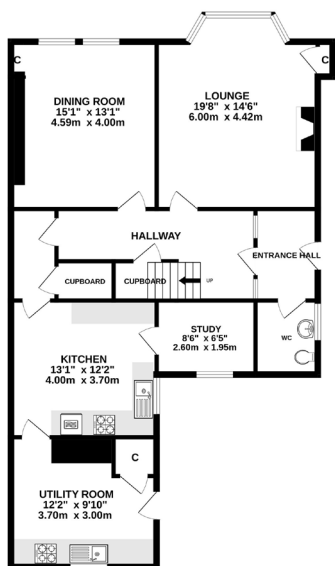 C
DINING ROOM
15'1" x 13'1"
4.59m x 4.00m
LOUNGE
19'8" x 14'6"
6.00m x 4.42m
C
HALLWAY
ENTRANCE HALL
CUPBOARD
CUPBOARD
UP
STUDY
8'6" x 6'5"
2.60m x 1.95m
WC
KITCHEN
13'1" x 12'2"
4.00m x 3.70m
C
UTILITY ROOM
12'2" x 9'10"
3.70m x 3.00m